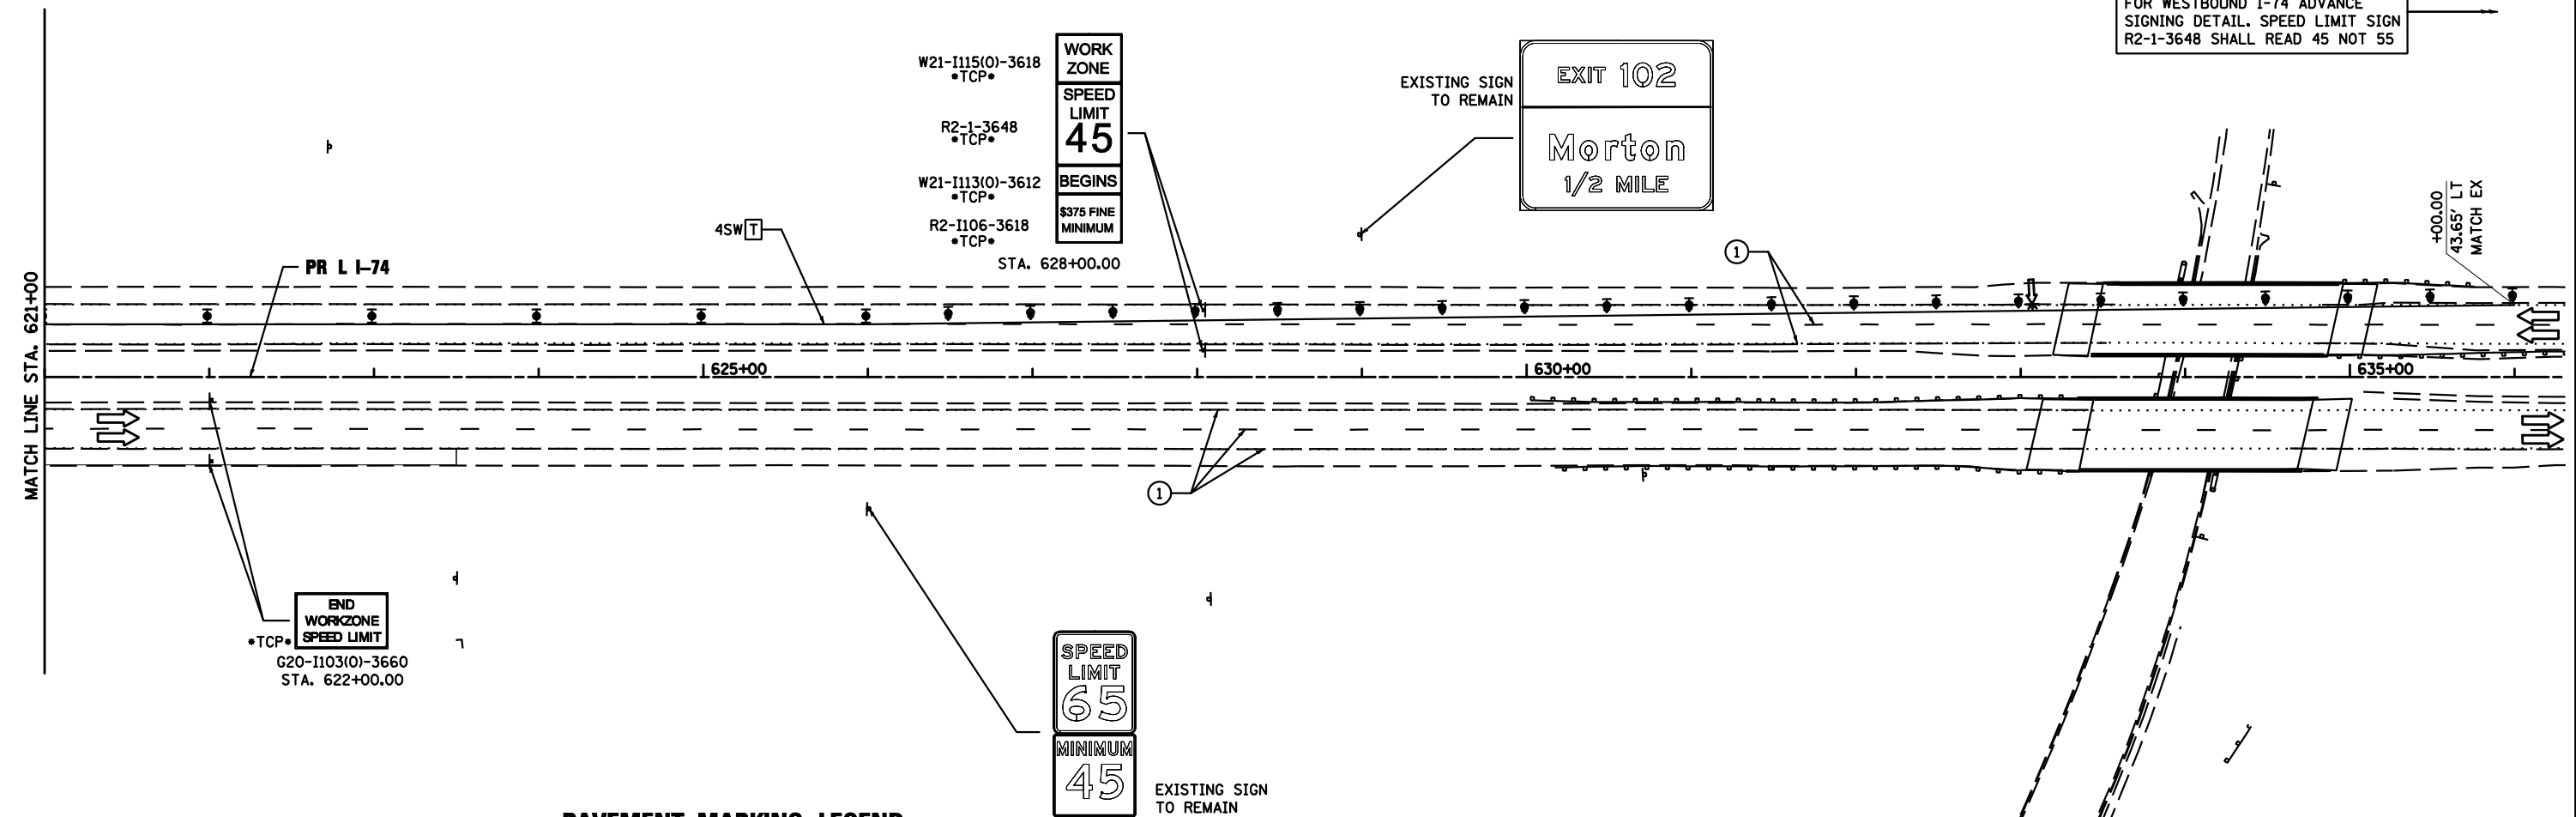 FOR WESTBOUND I-74 ADVANCE
SIGNING DETAIL. SPEED LIMIT SIGN
R2-1-3648 SHALL READ 45 NOT 55
W21-I115(O)-3618
*TCP*
R2-1-3648
*TCP*
W21-I113(O)-3612
*TCP*
R2-I106-3618
*TCP*
WORK
ZONE
SPEED
LIMIT
45
BEGINS
$375 FINE
MINIMUM
STA. 628+00.00
EXISTING SIGN
TO REMAIN
EXIT 102
Morton
1/2 MILE
+00.00
43.65' LT
MATCH EX
4SW T
1
PR L I-74
MATCH LINE STA. 621+00
625+00
630+00
635+00
1
END
WORKZONE
SPEED LIMIT
*TCP*
G20-I103(O)-3660
STA. 622+00.00
SPEED
LIMIT
65
MINIMUM
45
EXISTING SIGN
TO REMAIN
PAVEMENT MARKING LEGEND